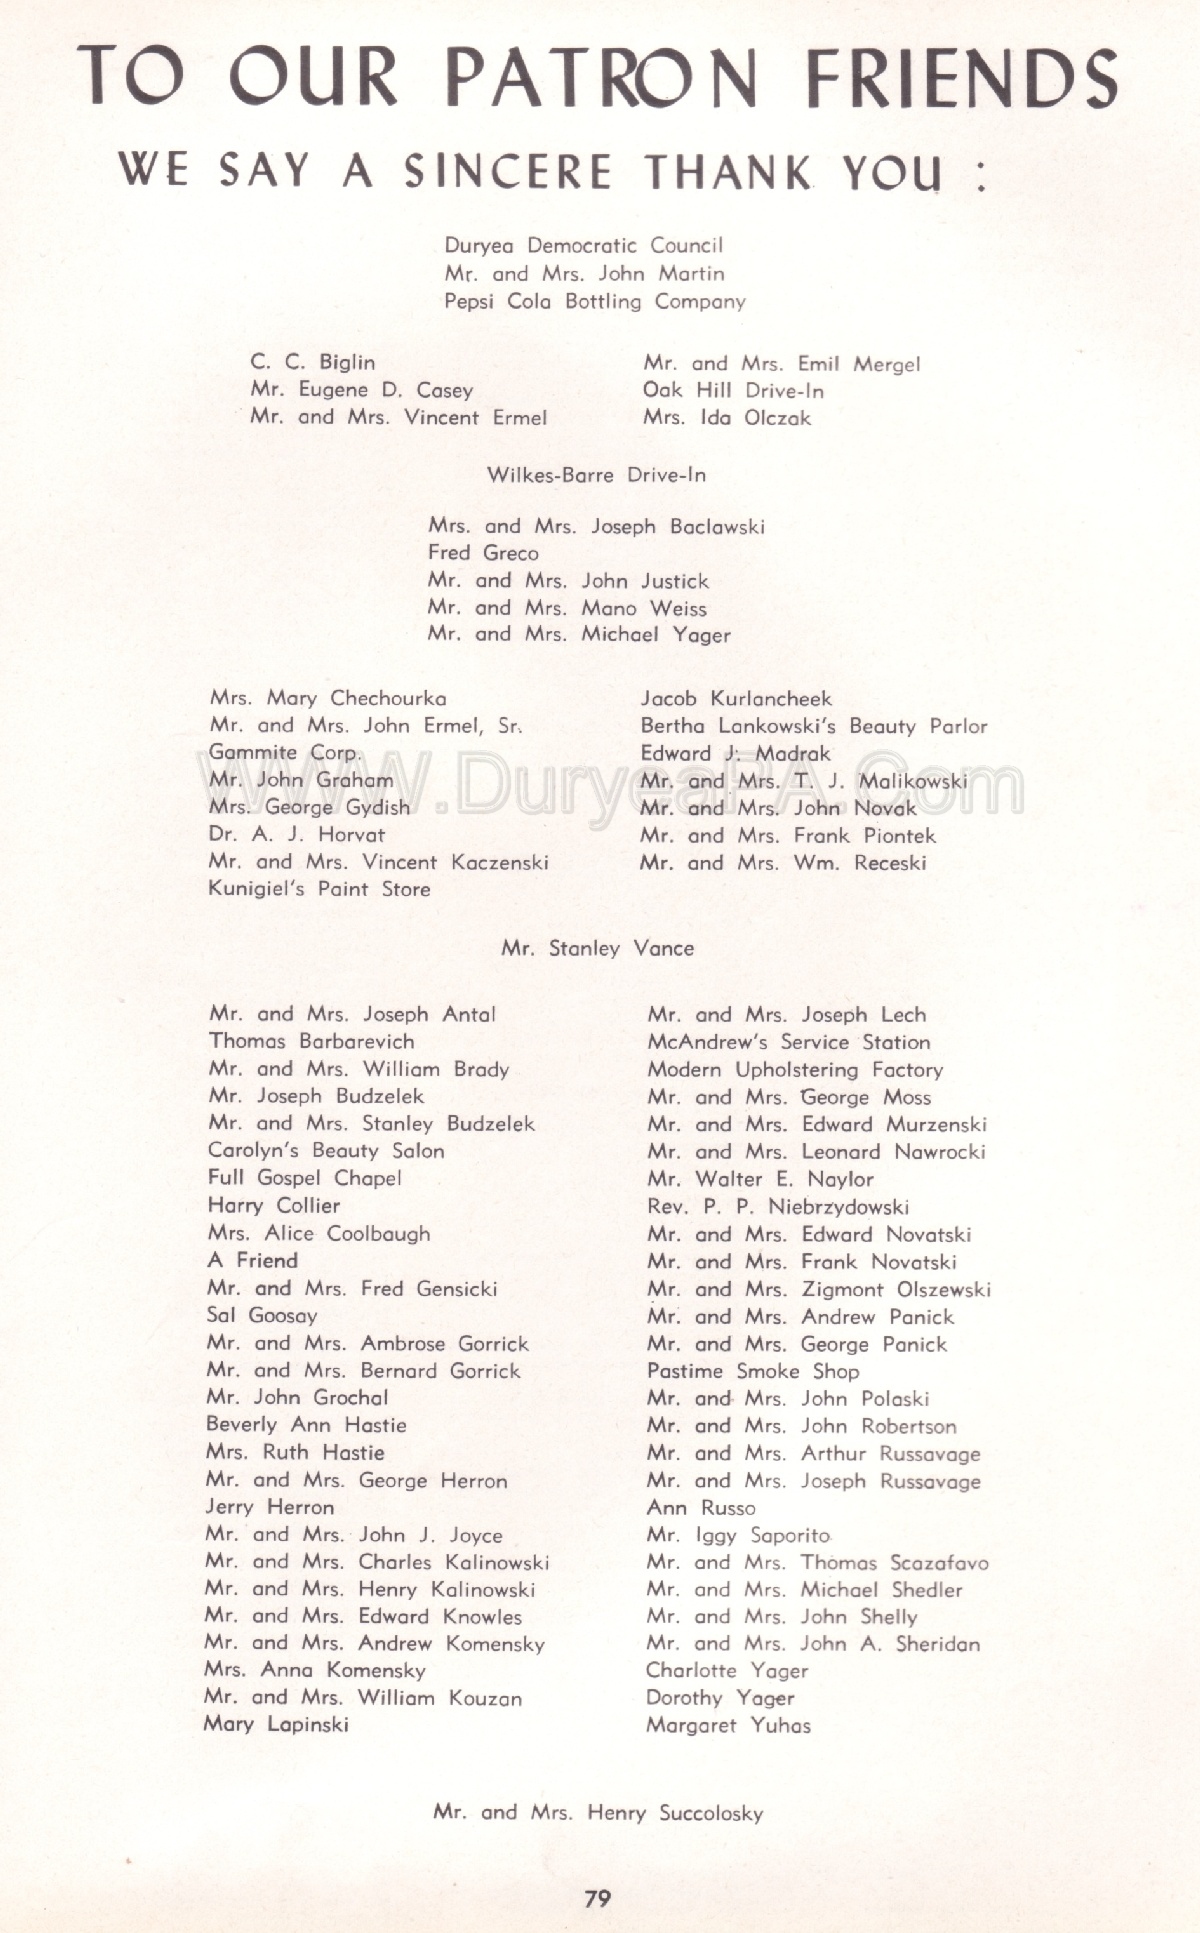 TO OUR PATRON FRIENDS
WE SAY A SINCERE THANK YOU :
Duryea Democratic Council
Mr. and Mrs. John Martin
Pepsi Cola Bottling Company
C. C. Biglin
Mr. Eugene D. Casey
Mr. and Mrs. Vincent Ermel
Mr. and Mrs. Emil Mergel
Oak Hill Drive-In
Mrs. Ida Olczak
Wilkes-Barre Drive-In
Mrs. and Mrs. Joseph Baclawski
Fred Greco
Mr. and Mrs. John Justick
Mr. and Mrs. Mano Weiss
Mr. and Mrs. Michael Yager
Mrs. Mary Chechourka
Mr. and Mrs. John Ermel, Sr.
Gammite Corp.
Mr. John Graham
Mrs. George Gydish
Dr. A. J. Horvat
Mr. and Mrs. Vincent Kaczenski
Kunigiel's Paint Store
Jacob Kurlancheek
Bertha Lankowski's Beauty Parlor
Edward J. Madrak
Mr. and Mrs. T. J. Malikowski
Mr. and Mrs. John Novak
Mr. and Mrs. Frank Piontek
Mr. and Mrs. Wm. Receski
WWW.DuryeaPA.Com
Mr. Stanley Vance
Mr. and Mrs. Joseph Antal
Thomas Barbarevich
Mr. and Mrs. William Brady
Mr. Joseph Budzelek
Mr. and Mrs. Stanley Budzelek
Carolyn's Beauty Salon
Full Gospel Chapel
Harry Collier
Mrs. Alice Coolbaugh
A Friend
Mr. and Mrs. Fred Gensicki
Sal Goosay
Mr. and Mrs. Ambrose Gorrick
Mr. and Mrs. Bernard Gorrick
Mr. John Grochal
Beverly Ann Hastie
Mrs. Ruth Hastie
Mr. and Mrs. George Herron
Jerry Herron
Mr. and Mrs. John J. Joyce
Mr. and Mrs. Charles Kalinowski
Mr. and Mrs. Henry Kalinowski
Mr. and Mrs. Edward Knowles
Mr. and Mrs. Andrew Komensky
Mrs. Anna Komensky
Mr. and Mrs. William Kouzan
Mary Lapinski
Mr. and Mrs. Joseph Lech
McAndrew's Service Station
Modern Upholstering Factory
Mr. and Mrs. George Moss
Mr. and Mrs. Edward Murzenski
Mr. and Mrs. Leonard Nawrocki
Mr. Walter E. Naylor
Rev. P. P. Niebrzydowski
Mr. and Mrs. Edward Novatski
Mr. and Mrs. Frank Novatski
Mr. and Mrs. Zigmont Olszewski
Mr. and Mrs. Andrew Panick
Mr. and Mrs. George Panick
Pastime Smoke Shop
Mr. and Mrs. John Polaski
Mr. and Mrs. John Robertson
Mr. and Mrs. Arthur Russavage
Mr. and Mrs. Joseph Russavage
Ann Russo
Mr. Iggy Saporito
Mr. and Mrs. Thomas Scazafavo
Mr. and Mrs. Michael Shedler
Mr. and Mrs. John Shelly
Mr. and Mrs. John A. Sheridan
Charlotte Yager
Dorothy Yager
Margaret Yuhas
Mr. and Mrs. Henry Succolosky
79